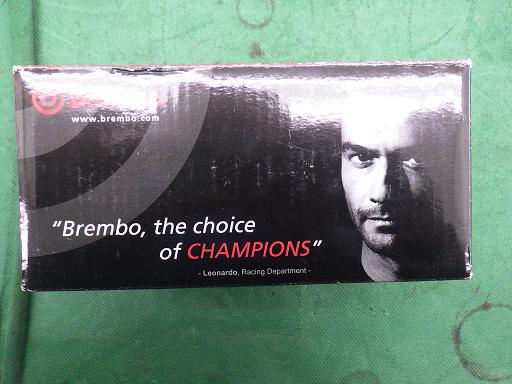 www.brembo.com
"Brembo, the choice
of CHAMPIONS"
- Leonardo, Racing Department -